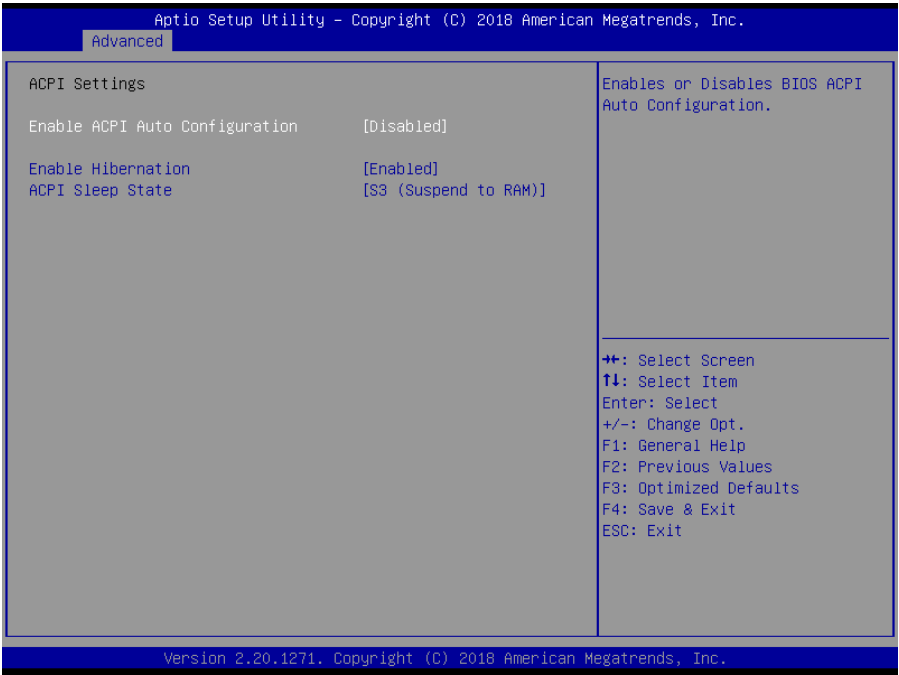 Aptio Setup Utility – Copyright (C) 2018 American Megatrends, Inc.
Advanced
ACPI Settings
Enable ACPI Auto Configuration [Disabled]
Enable Hibernation [Enabled]
ACPI Sleep State [S3 (Suspend to RAM)]
Enables or Disables BIOS ACPI
Auto Configuration.
→←: Select Screen
↑↓: Select Item
Enter: Select
+/-: Change Opt.
F1: General Help
F2: Previous Values
F3: Optimized Defaults
F4: Save & Exit
ESC: Exit
Version 2.20.1271. Copyright (C) 2018 American Megatrends, Inc.